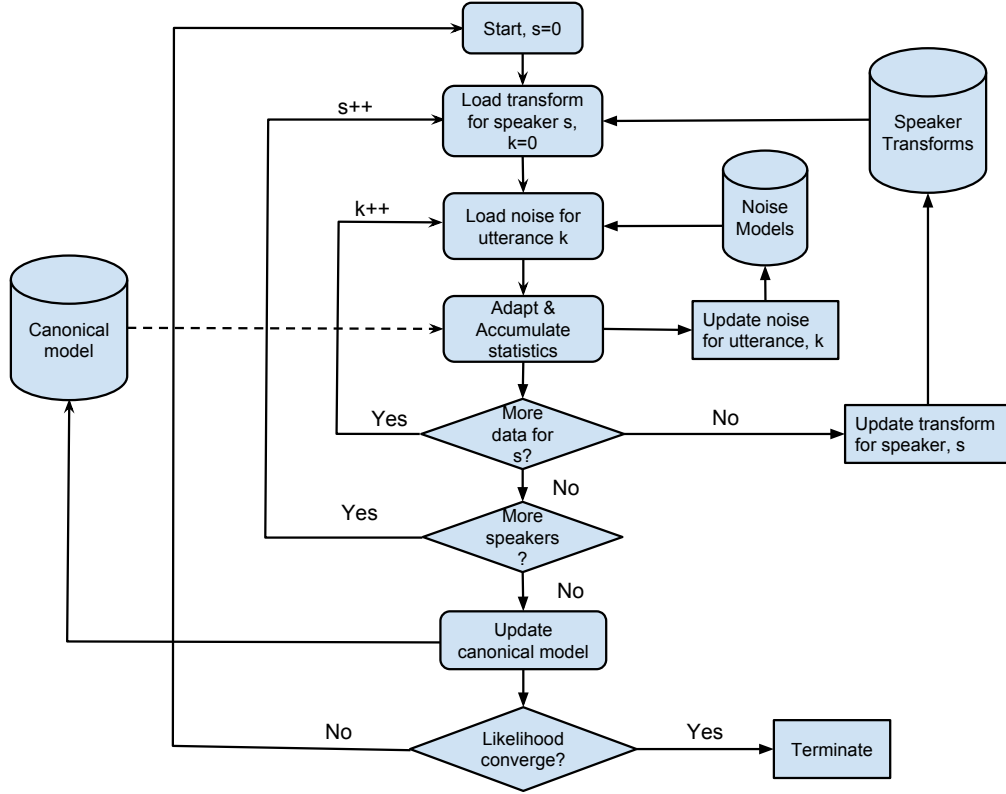 Start, s=0
s++
Load transform
for speaker s,
k=0
Speaker
Transforms
k++
Load noise for
utterance k
Noise
Models
Canonical
model
Adapt &
Accumulate
statistics
Update noise
for utterance, k
Yes
More
data for
s?
No
Update transform
for speaker, s
No
Yes
More
speakers
?
No
Update
canonical model
No
Likelihood
converge?
Yes
Terminate